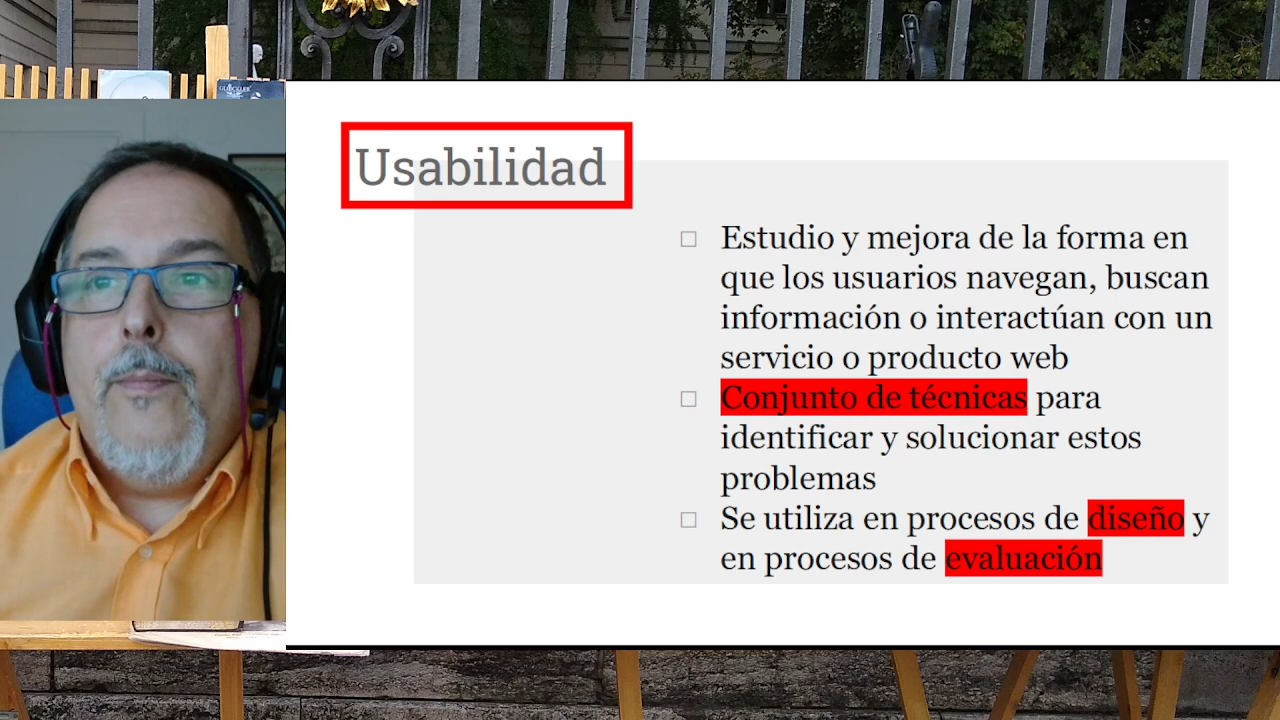 Usabilidad
Estudio y mejora de la forma en
que los usuarios navegan, buscan
información o interactúan con un
servicio o producto web
Conjunto de técnicas para
identificar y solucionar estos
problemas
Se utiliza en procesos de diseño y
en procesos de evaluación